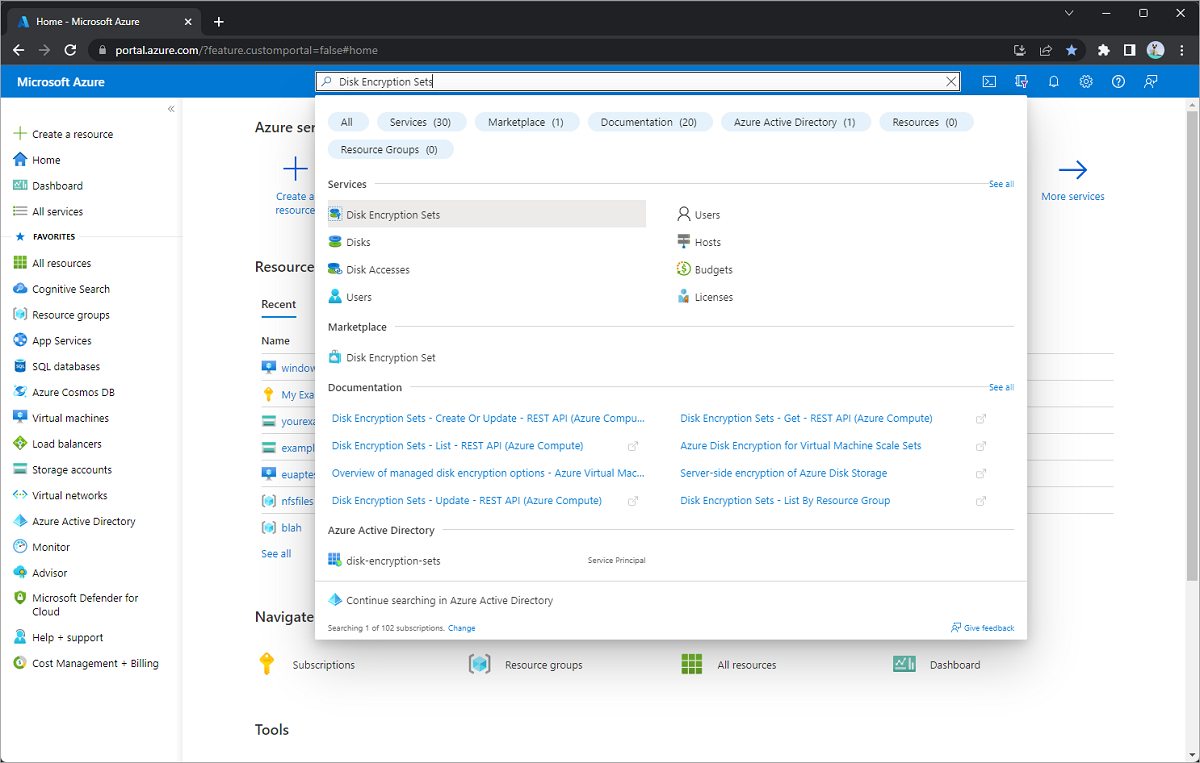 Home - Microsoft Azure
portal.azure.com/?feature.customportal=false#home
Microsoft Azure
Disk Encryption Sets
Create a resource
Home
Dashboard
All services
FAVORITES
All resources
Cognitive Search
Resource groups
App Services
SQL databases
Azure Cosmos DB
Virtual machines
Load balancers
Storage accounts
Virtual networks
Azure Active Directory
Monitor
Advisor
Microsoft Defender for
Cloud
Help + support
Cost Management + Billing
Azure ser
Create a
resource
More services
Resource
Recent
Name
window
My Exa
yourexa
exampl
euaptes
nfsfiles
blah
See all
Navigate
Subscriptions
Resource groups
All resources
Dashboard
Tools
All
Services (30)
Marketplace (1)
Documentation (20)
Azure Active Directory (1)
Resources (0)
Resource Groups (0)
Services
See all
Disk Encryption Sets
Users
Disks
Hosts
Disk Accesses
Budgets
Users
Licenses
Marketplace
Disk Encryption Set
Documentation
See all
Disk Encryption Sets - Create Or Update - REST API (Azure Compu...
Disk Encryption Sets - Get - REST API (Azure Compute)
Disk Encryption Sets - List - REST API (Azure Compute)
Azure Disk Encryption for Virtual Machine Scale Sets
Overview of managed disk encryption options - Azure Virtual Mac...
Server-side encryption of Azure Disk Storage
Disk Encryption Sets - Update - REST API (Azure Compute)
Disk Encryption Sets - List By Resource Group
Azure Active Directory
disk-encryption-sets
Service Principal
Continue searching in Azure Active Directory
Searching 1 of 102 subscriptions. Change
Give feedback